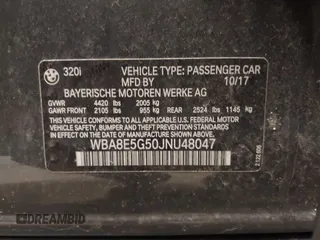 320i VEHICLE TYPE: PASSENGER CAR
10/17
BAYERISCHE MOTOREN WERKE AG
GVWR 4420 lbs 2005 kg
GAWR FRONT 2105 lbs 955 kg REAR 2524 lbs 1145 kg
THIS VEHICLE CONFORMS TO ALL APPLICABLE U.S. FEDERAL MOTOR
VEHICLE SAFETY, BUMPER, AND THEFT PREVENTION STANDARDS IN
EFFECT ON THE DATE OF MANUFACTURE SHOWN ABOVE.
WBA8E5G50JNU48047
DREAMBID